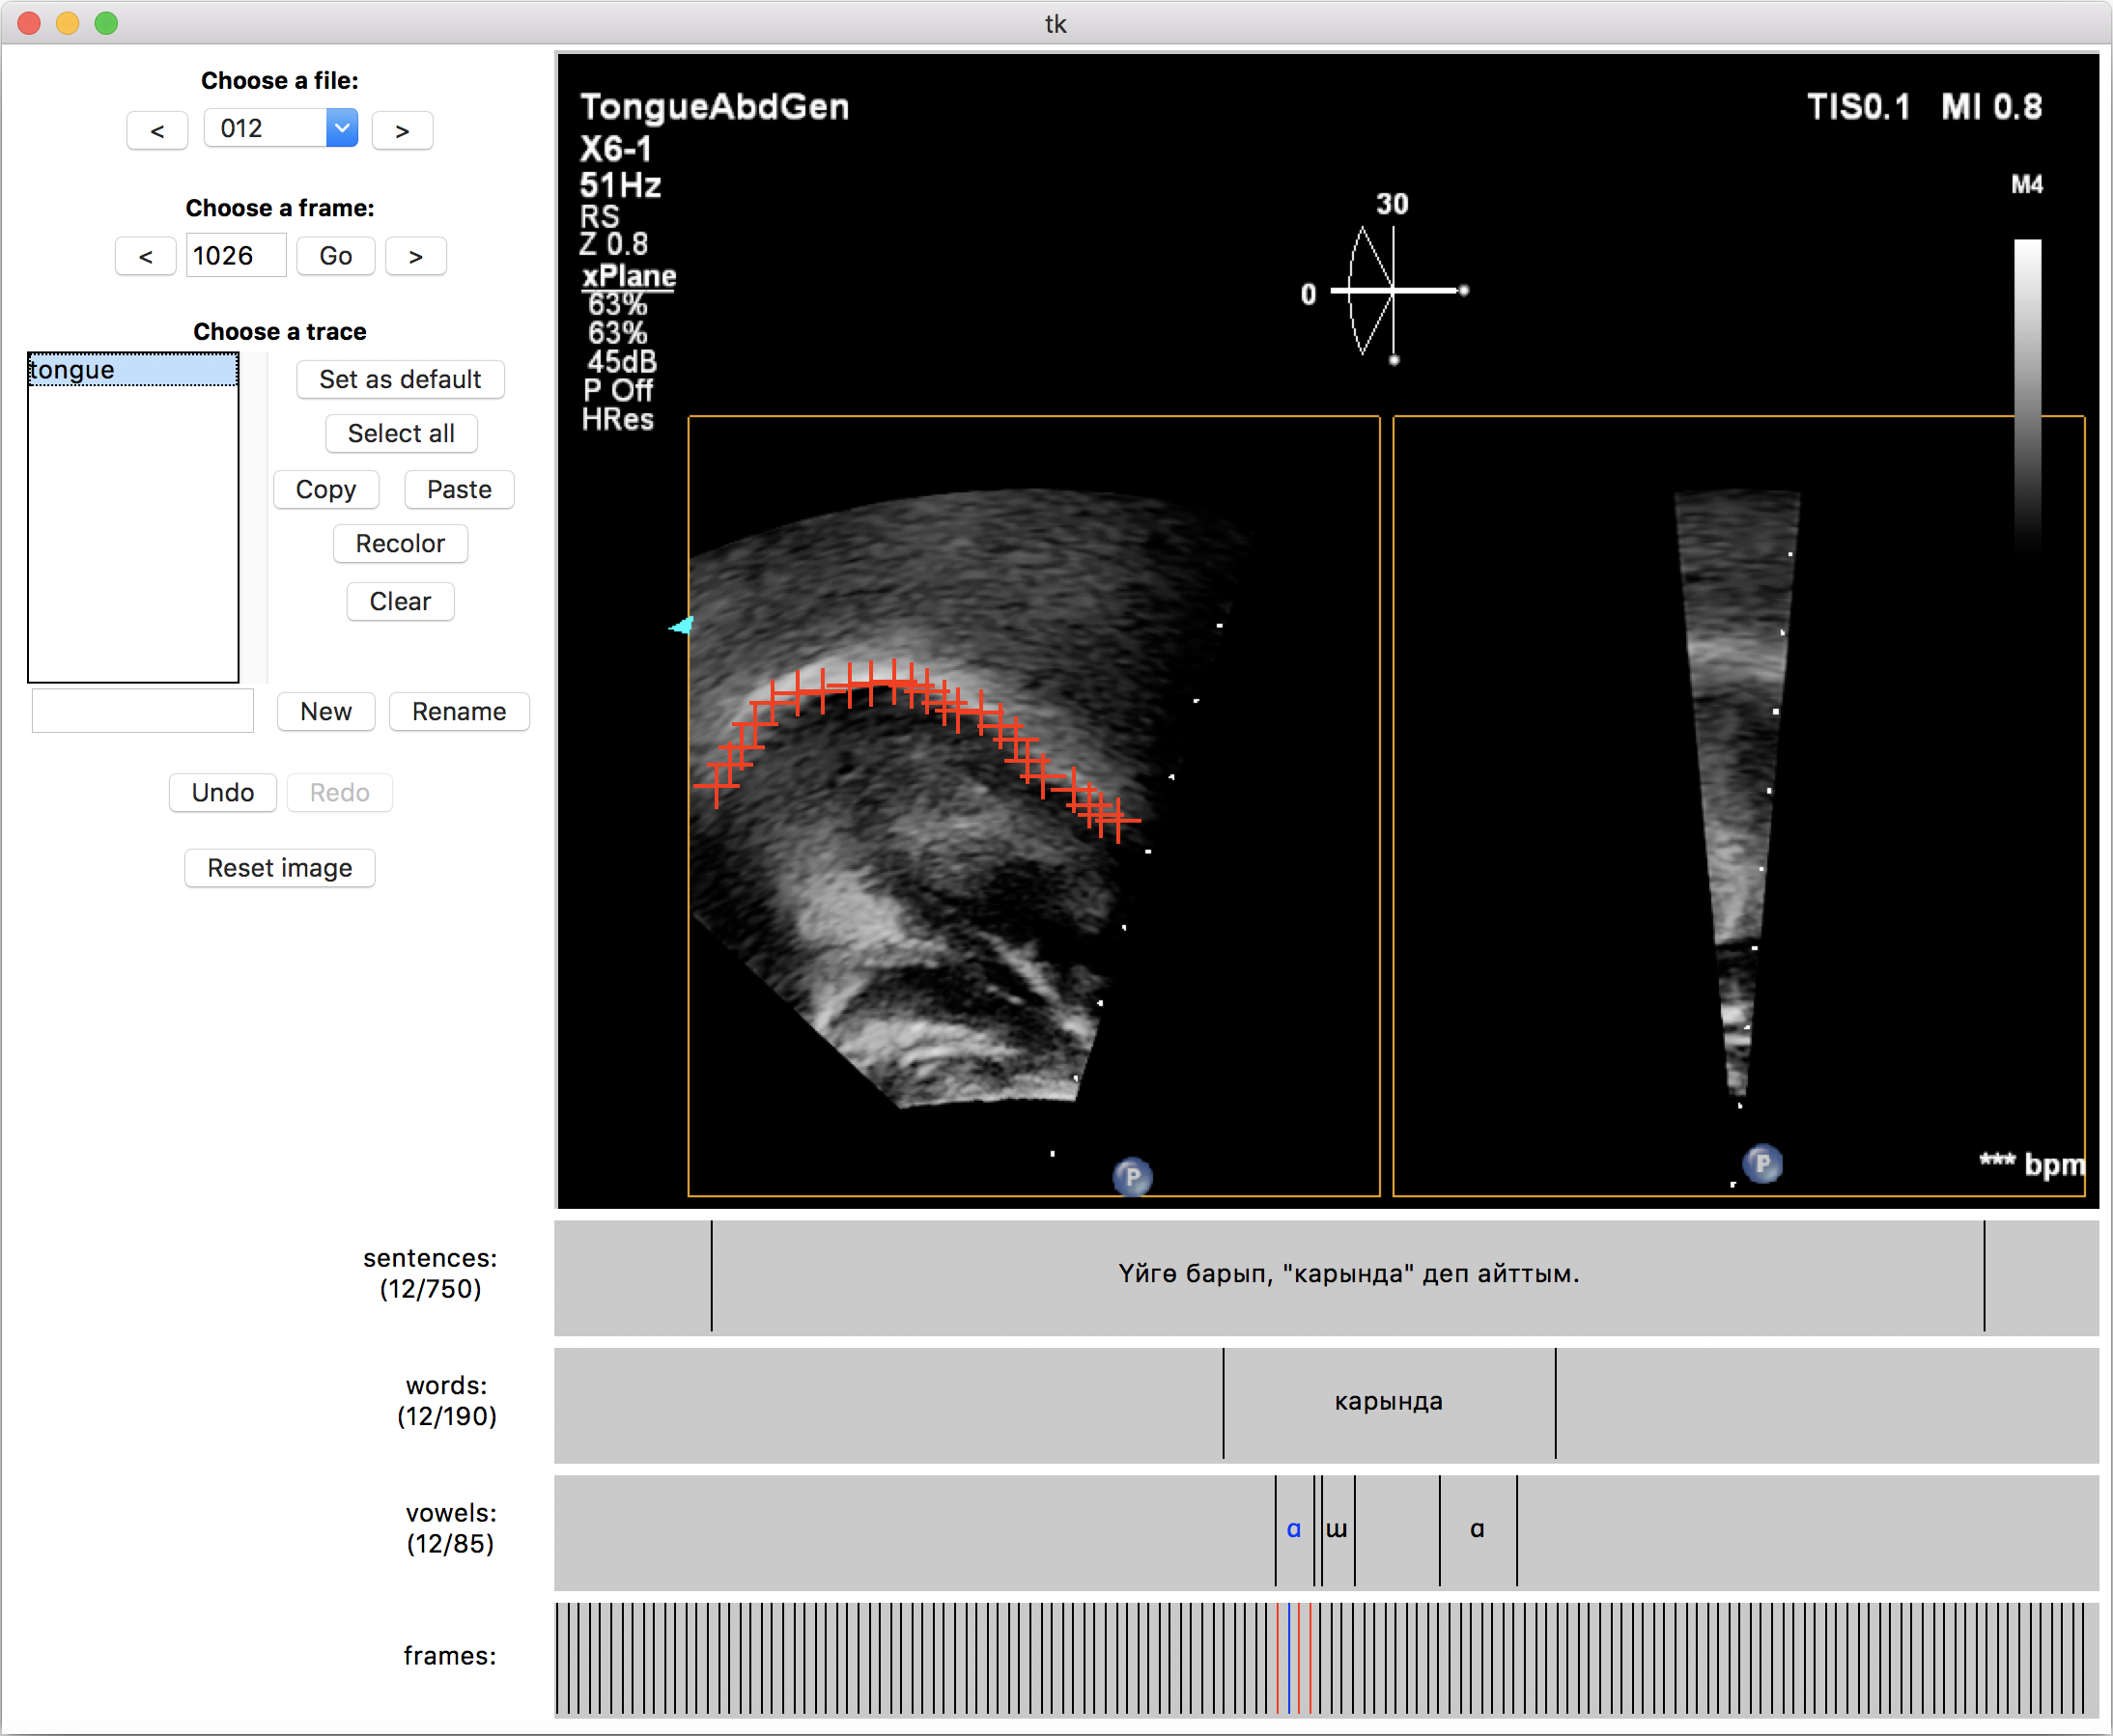 tk
Choose a file:
< 012 >
Choose a frame:
< 1026 Go >
Choose a trace
tongue
Set as default
Select all
Copy Paste
Recolor
Clear
New Rename
Undo Redo
Reset image
TongueAbdGen
X6-1
51Hz
RS
Z 0.8
xPlane
63%
63%
45dB
P Off
HRes
TIS0.1 MI 0.8
M4
30
0
P
P
*** bpm
sentences:
(12/750)
Үйгө барып, "карында" деп айттым.
words:
(12/190)
карында
vowels:
(12/85)
ɑ ɯ ɑ
frames: